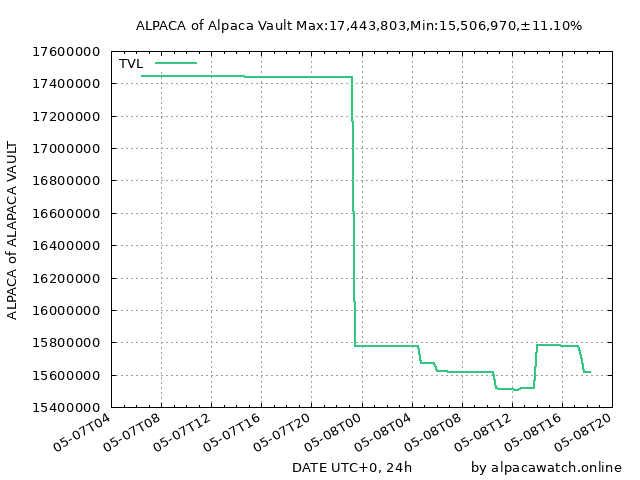 ALPACA of Alpaca Vault Max:17,443,803,Min:15,506,970,±11.10%
TVL
ALPACA of ALAPACA VAULT
17600000
17400000
17200000
17000000
16800000
16600000
16400000
16200000
16000000
15800000
15600000
15400000
05-07T04
05-07T08
05-07T12
05-07T16
05-07T20
05-08T00
05-08T04
05-08T08
05-08T12
05-08T16
05-08T20
DATE UTC+0, 24h
by alpacawatch.online